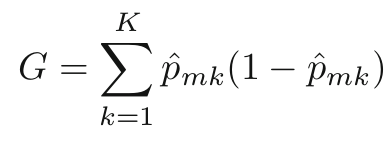 G = \sum_{k=1}^{K} \hat{p}_{mk}(1 - \hat{p}_{mk})